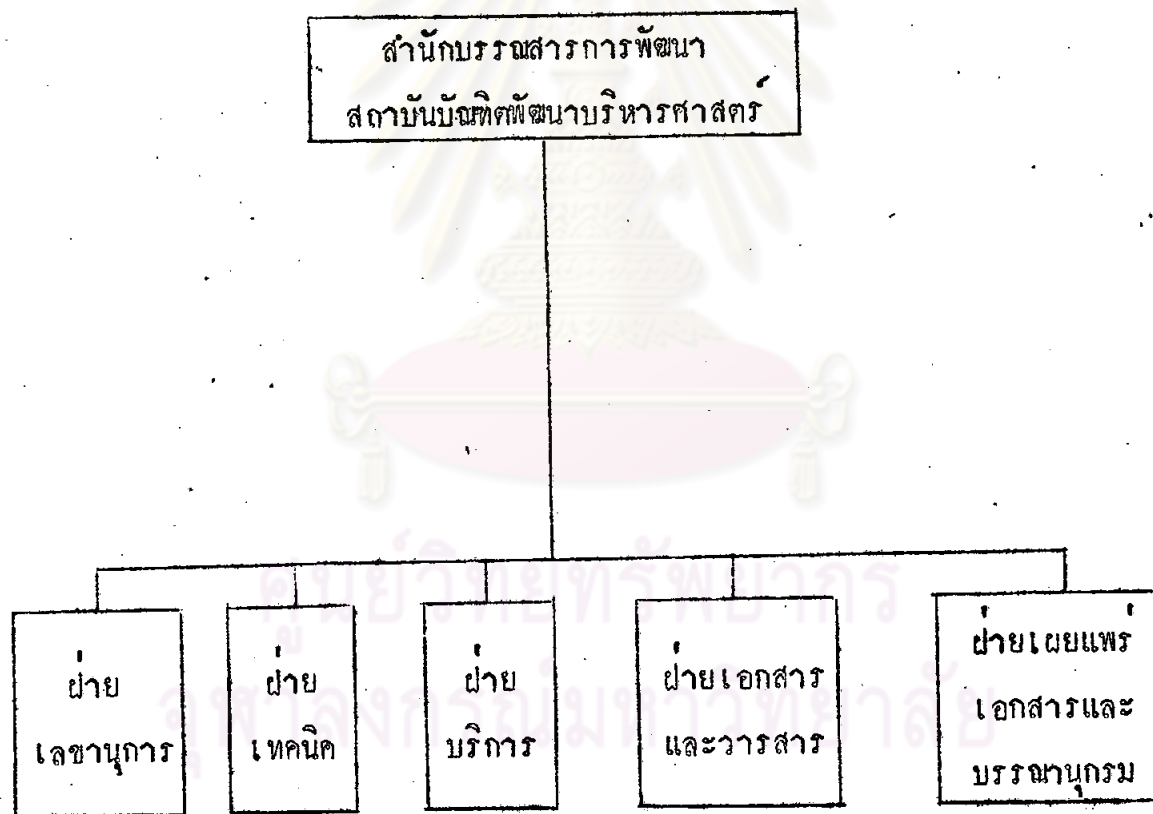 สำนักบรรณสารการพัฒนา
สถาบันบัณฑิตพัฒนบริหารศาสตร์
ศูนย์วิทยทรัพยากร
จุฬาลงกรณ์มหาวิทยาลัย
ฝ่าย
เลขานุการ
ฝ่าย
เทคนิค
ฝ่าย
บริการ
ฝ่ายเอกสาร
และวารสาร
ฝ่ายเผยแพร่
เอกสารและ
บรรณานุกรม